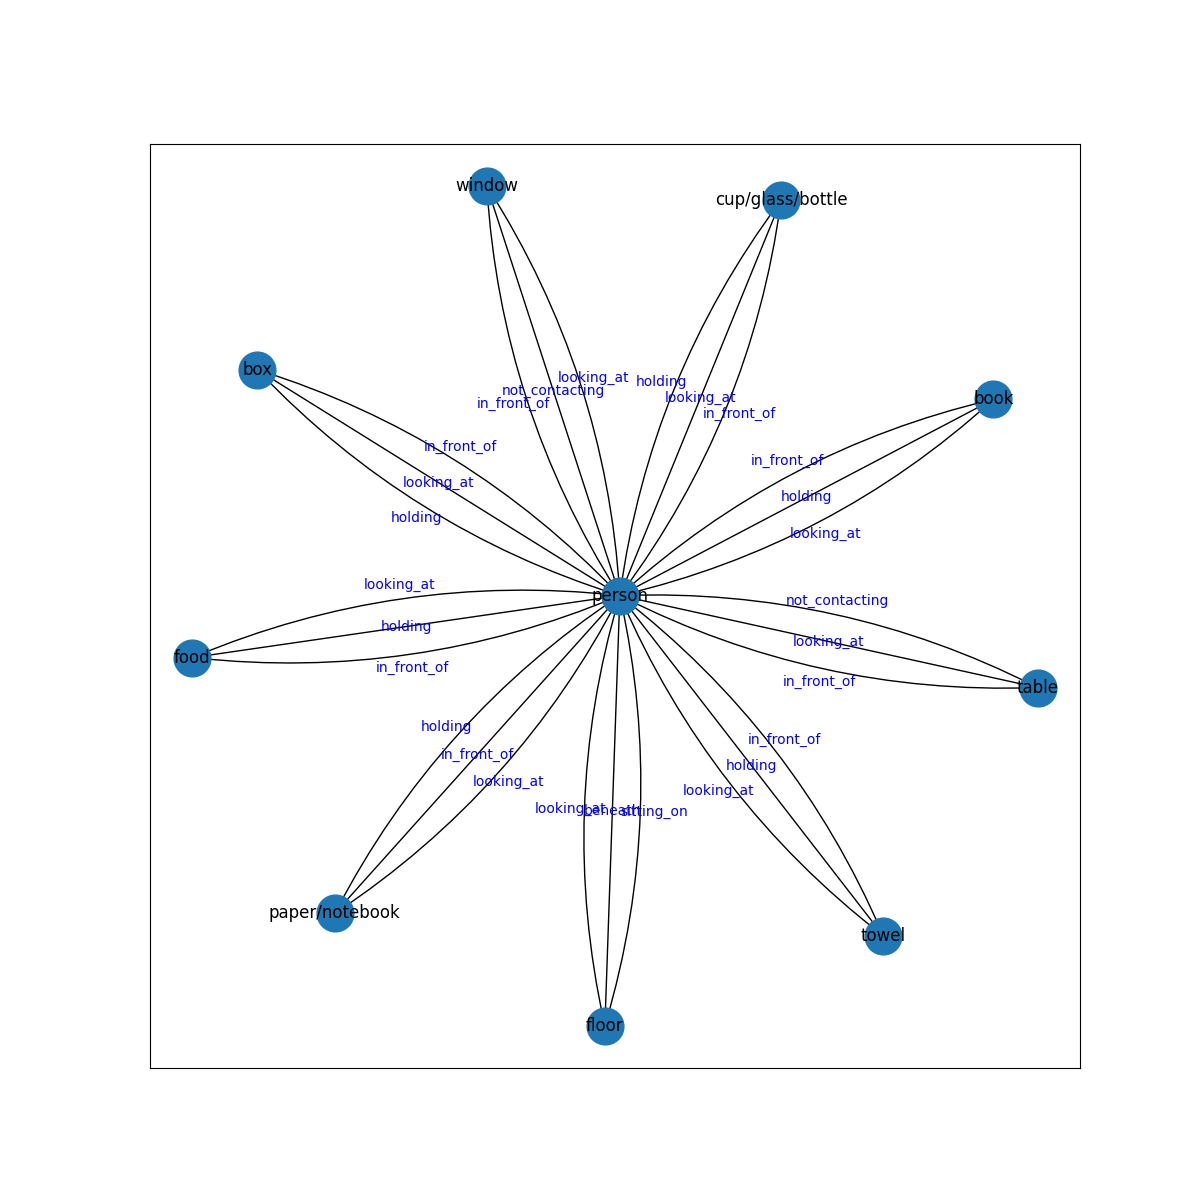 window
cup/glass/bottle
box
looking_at
holding
not_contacting
looking_at
in_front_of
in_front_of
book
in_front_of
in_front_of
looking_at
holding
holding
looking_at
looking_at
person
not_contacting
holding
looking_at
food
in_front_of
in_front_of
table
holding
in_front_of
in_front_of
holding
looking_at
looking_at
looking_at
beneath
sitting_on
paper/notebook
towel
floor